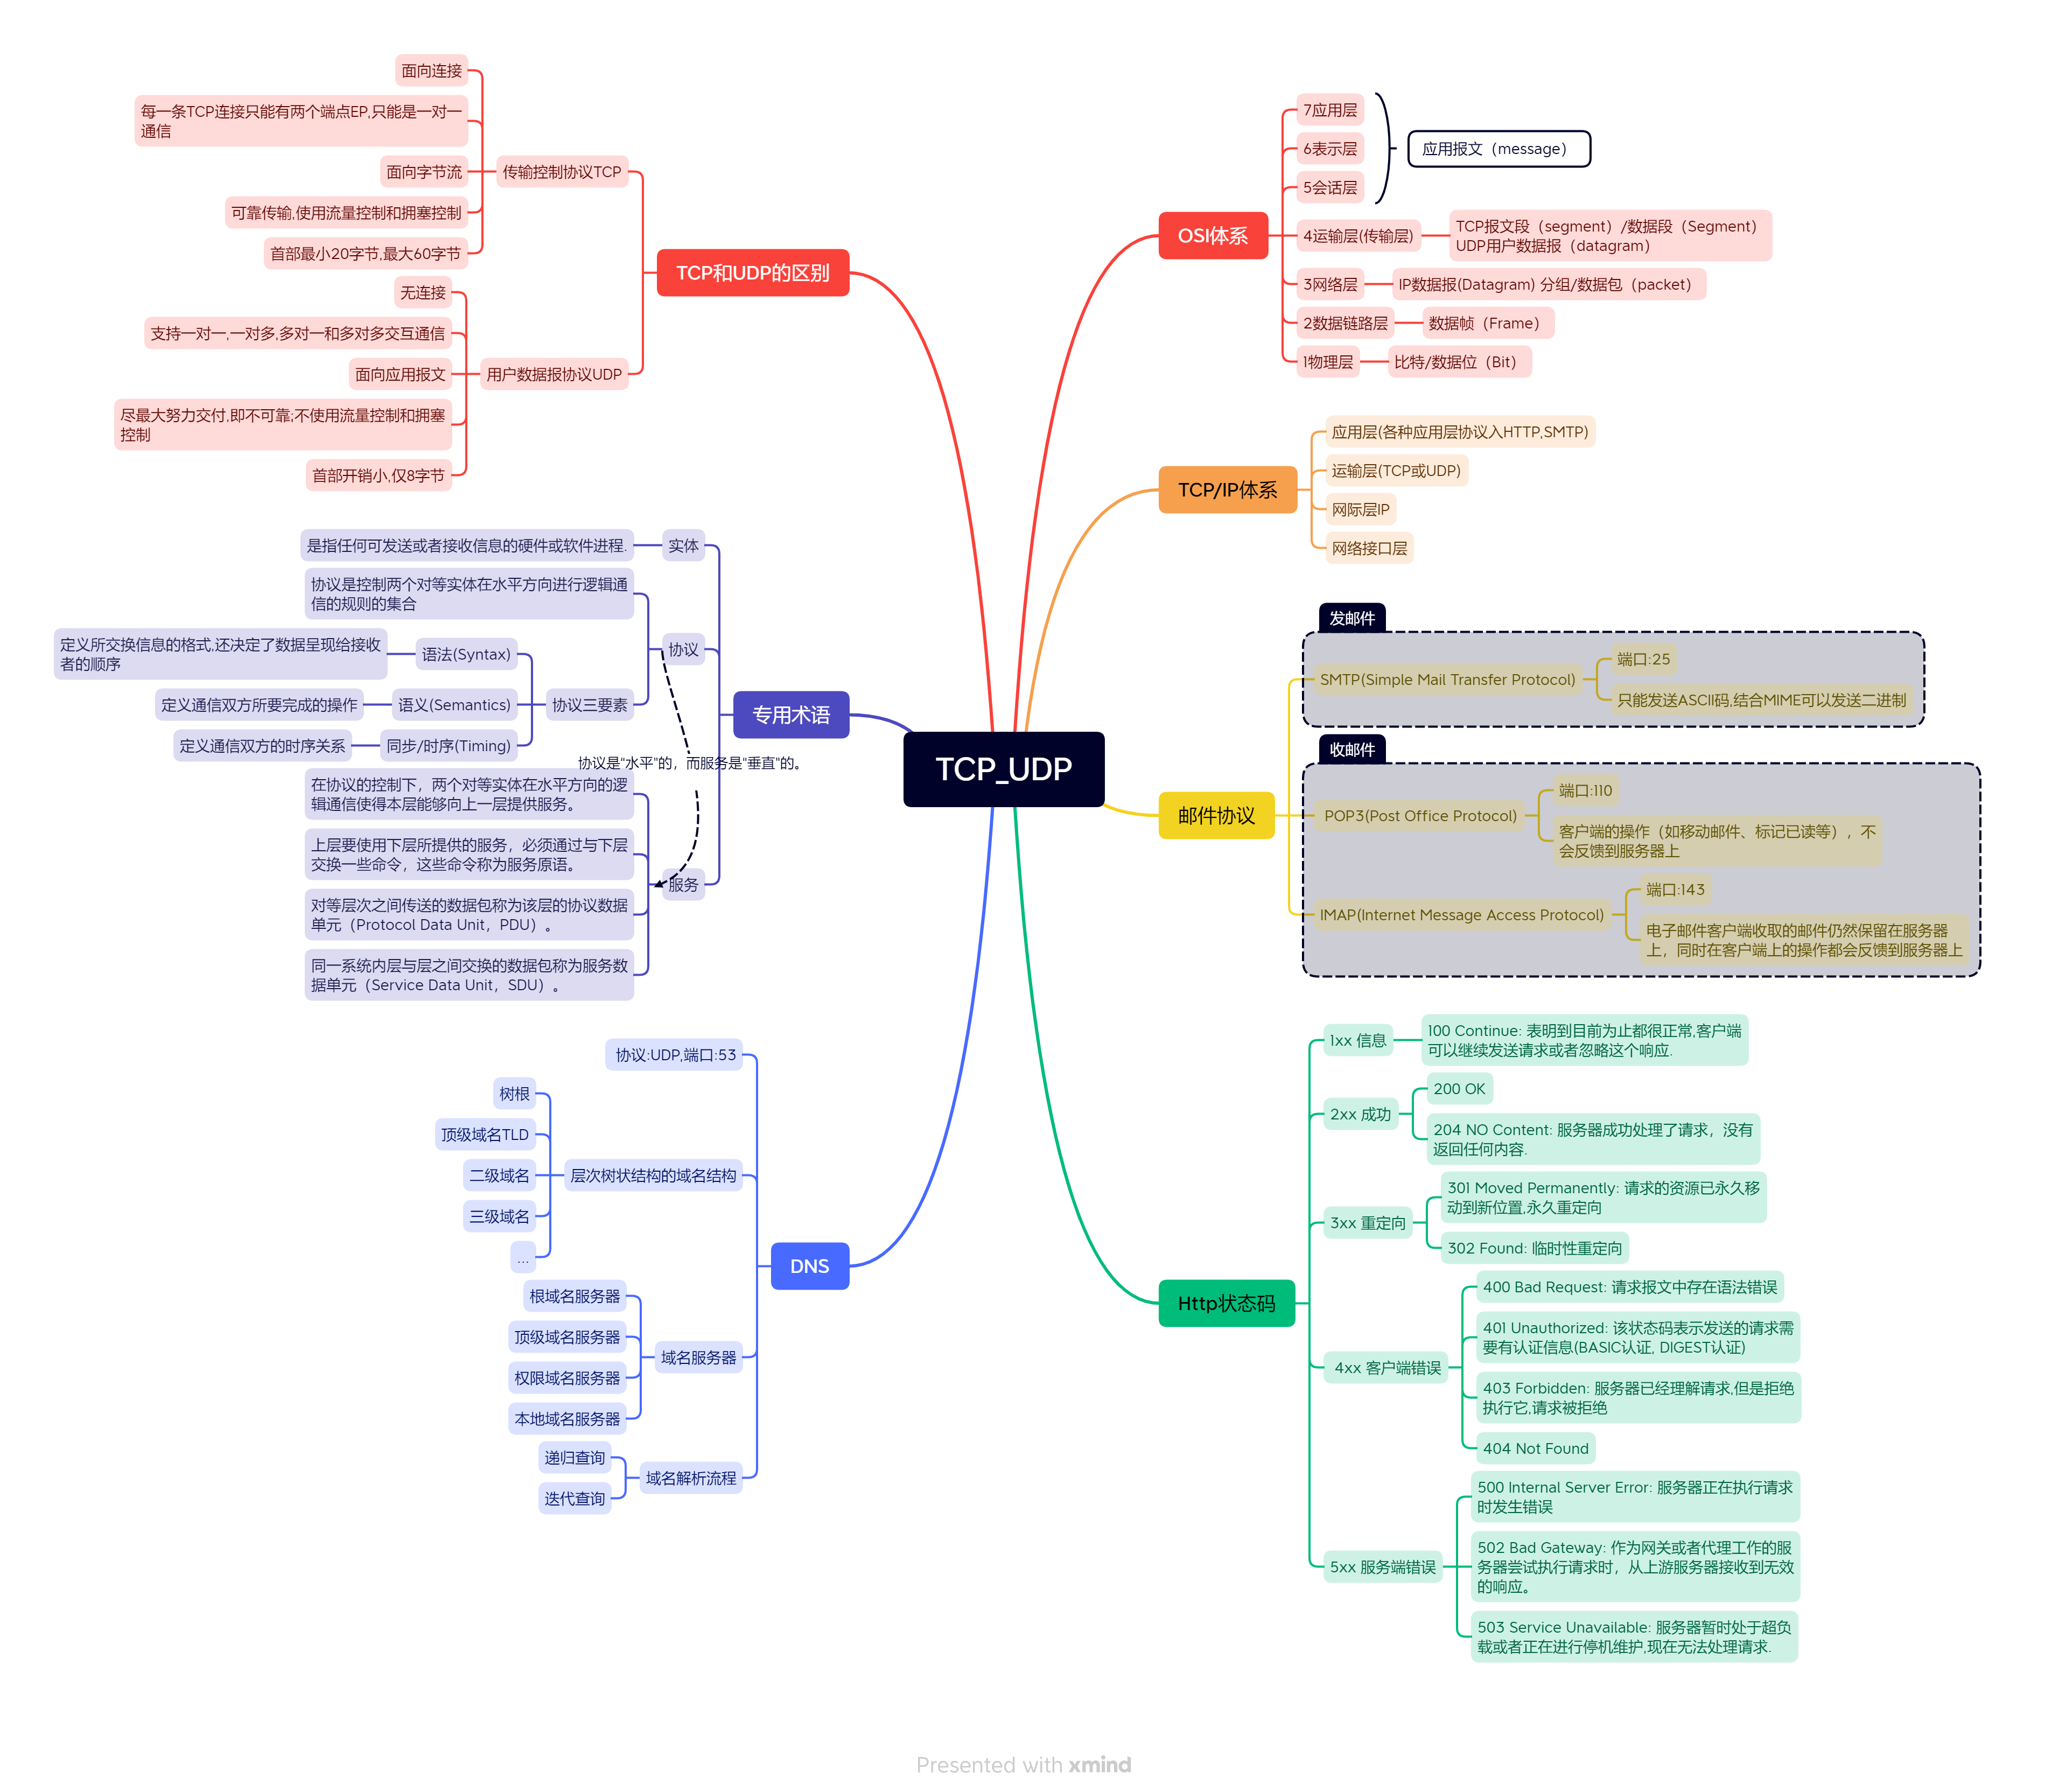 TCP_UDP
OSI体系
7应用层
6表示层
5会话层
应用报文（message）
4运输层(传输层)
TCP报文段（segment）/数据段（Segment）
UDP用户数据报（datagram）
3网络层
IP数据报(Datagram) 分组/数据包（packet）
2数据链路层
数据帧（Frame）
1物理层
比特/数据位（Bit）
TCP/IP体系
应用层(各种应用层协议入HTTP,SMTP)
运输层(TCP或UDP)
网际层IP
网络接口层
邮件协议
发邮件
SMTP(Simple Mail Transfer Protocol)
端口:25
只能发送ASCII码,结合MIME可以发送二进制
收邮件
POP3(Post Office Protocol)
端口:110
客户端的操作（如移动邮件、标记已读等），不
会反馈到服务器上
IMAP(Internet Message Access Protocol)
端口:143
电子邮件客户端收取的邮件仍然保留在服务器
上，同时在客户端上的操作都会反馈到服务器上
Http状态码
1xx 信息
100 Continue: 表明到目前为止都很正常,客户端
可以继续发送请求或者忽略这个响应.
2xx 成功
200 OK
204 NO Content: 服务器成功处理了请求，没有
返回任何内容.
3xx 重定向
301 Moved Permanently: 请求的资源已永久移
动到新位置,永久重定向
302 Found: 临时性重定向
4xx 客户端错误
400 Bad Request: 请求报文中存在语法错误
401 Unauthorized: 该状态码表示发送的请求需
要有认证信息(BASIC认证, DIGEST认证)
403 Forbidden: 服务器已经理解请求,但是拒绝
执行它,请求被拒绝
404 Not Found
5xx 服务端错误
500 Internal Server Error: 服务器正在执行请求
时发生错误
502 Bad Gateway: 作为网关或者代理工作的服
务器尝试执行请求时，从上游服务器接收到无效
的响应。
503 Service Unavailable: 服务器暂时处于超负
载或者正在进行停机维护,现在无法处理请求.
TCP和UDP的区别
传输控制协议TCP
面向连接
每一条TCP连接只能有两个端点EP,只能是一对一
通信
面向字节流
可靠传输,使用流量控制和拥塞控制
首部最小20字节,最大60字节
用户数据报协议UDP
无连接
支持一对一,一对多,多对一和多对多交互通信
面向应用报文
尽最大努力交付,即不可靠;不使用流量控制和拥塞
控制
首部开销小,仅8字节
专用术语
实体
是指任何可发送或者接收信息的硬件或软件进程.
协议
协议是控制两个对等实体在水平方向进行逻辑通
信的规则的集合
协议三要素
语法(Syntax)
定义所交换信息的格式,还决定了数据呈现给接收
者的顺序
语义(Semantics)
定义通信双方所要完成的操作
同步/时序(Timing)
定义通信双方的时序关系
协议是"水平"的，而服务是"垂直"的。
服务
在协议的控制下，两个对等实体在水平方向的逻
辑通信使得本层能够向上一层提供服务。
上层要使用下层所提供的服务，必须通过与下层
交换一些命令，这些命令称为服务原语。
对等层次之间传送的数据包称为该层的协议数据
单元（Protocol Data Unit，PDU）。
同一系统内层与层之间交换的数据包称为服务数
据单元（Service Data Unit，SDU）。
DNS
协议:UDP,端口:53
层次树状结构的域名结构
树根
顶级域名TLD
二级域名
三级域名
...
域名服务器
根域名服务器
顶级域名服务器
权限域名服务器
本地域名服务器
域名解析流程
递归查询
迭代查询
Presented with xmind